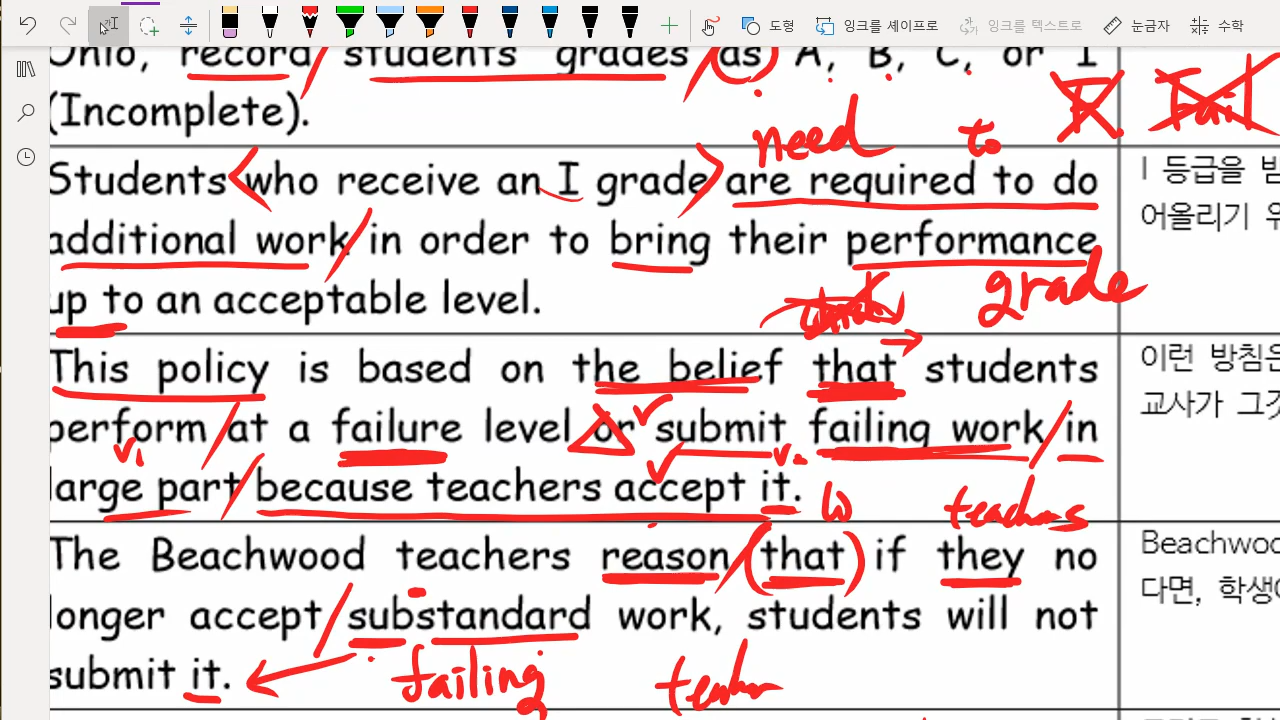 도형 잉크를 셰이프로 잉크를 텍스트로 눈금자 수학
Ohio, record students grades as A, B, C, or I
(Incomplete).
F Fail
need to
Students who receive an I grade are required to do
additional work in order to bring their performance
grade
up to an acceptable level.
This policy is based on the belief that students
perform at a failure level or submit failing work in
V1 V2
large part because teachers accept it.
teachers
The Beachwood teachers reason (that) if they no
longer accept substandard work, students will not
submit it.
failing
I 등급을 받
어올리기 위
이런 방침은
교사가 그것
Beachwoo
다면, 학생이